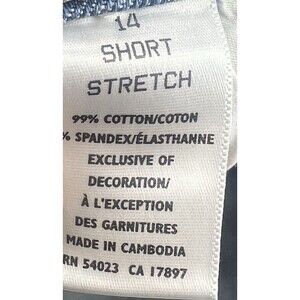 14
SHORT
STRETCH
99% COTTON/COTON
% SPANDEX/ÉLASTHANNE
EXCLUSIVE OF
DECORATION/
À L'EXCEPTION
DES GARNITURES
MADE IN CAMBODIA
RN 54023 CA 17897